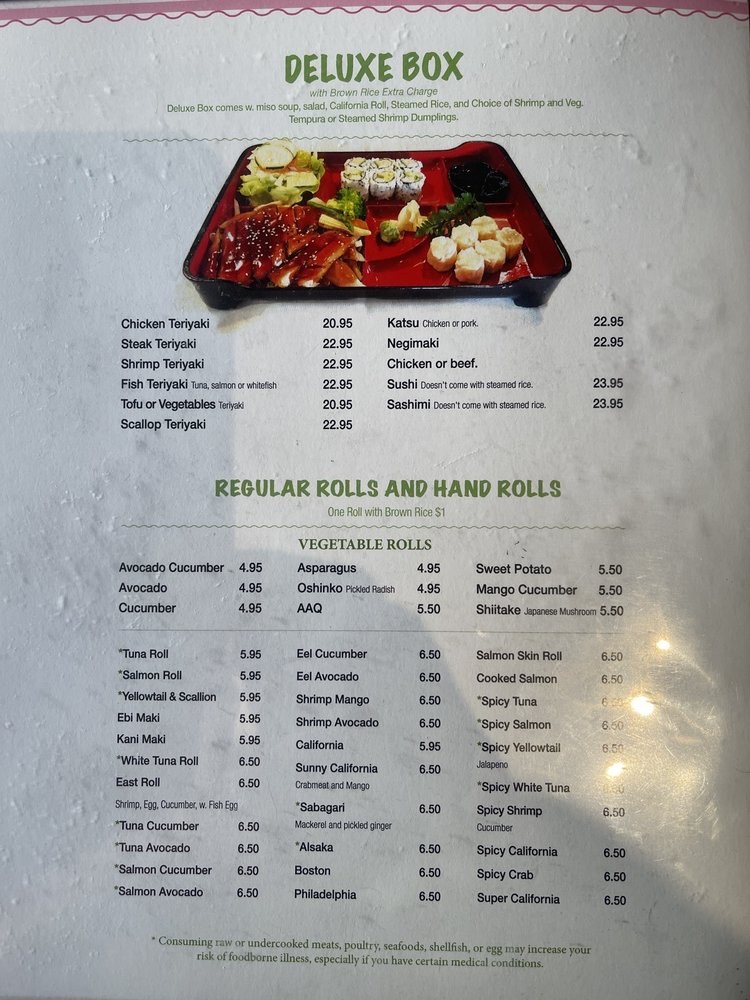 DELUXE BOX
with Brown Rice Extra Charge
Deluxe Box comes w. miso soup, salad, California Roll, Steamed Rice, and Choice of Shrimp and Veg.
Tempura or Steamed Shrimp Dumplings.
Chicken Teriyaki 20.95
Steak Teriyaki 22.95
Shrimp Teriyaki 22.95
Fish Teriyaki Tuna, salmon or whitefish 22.95
Tofu or Vegetables Teriyaki 20.95
Scallop Teriyaki 22.95
Katsu Chicken or pork. 22.95
Negimaki 22.95
Chicken or beef.
Sushi Doesn't come with steamed rice. 23.95
Sashimi Doesn't come with steamed rice. 23.95
REGULAR ROLLS AND HAND ROLLS
One Roll with Brown Rice $1
VEGETABLE ROLLS
Avocado Cucumber 4.95
Avocado 4.95
Cucumber 4.95
Asparagus 4.95
Oshinko Pickled Radish 4.95
AAQ 5.50
Sweet Potato 5.50
Mango Cucumber 5.50
Shiitake Japanese Mushroom 5.50
*Tuna Roll 5.95
*Salmon Roll 5.95
*Yellowtail & Scallion 5.95
Ebi Maki 5.95
Kani Maki 5.95
*White Tuna Roll 6.50
East Roll 6.50
Shrimp, Egg, Cucumber, w. Fish Egg
*Tuna Cucumber 6.50
*Tuna Avocado 6.50
*Salmon Cucumber 6.50
*Salmon Avocado 6.50
Eel Cucumber 6.50
Eel Avocado 6.50
Shrimp Mango 6.50
Shrimp Avocado 6.50
California 5.95
Sunny California 6.50
Crabmeat and Mango
*Sabagari 6.50
Mackerel and pickled ginger
*Alsaka 6.50
Boston 6.50
Philadelphia 6.50
Salmon Skin Roll 6.50
Cooked Salmon 6.50
*Spicy Tuna
*Spicy Salmon 6.50
*Spicy Yellowtail 6.50
Jalapeno
*Spicy White Tuna
Spicy Shrimp 6.50
Cucumber
Spicy California 6.50
Spicy Crab 6.50
Super California 6.50
* Consuming raw or undercooked meats, poultry, seafoods, shellfish, or egg may increase your
risk of foodborne illness, especially if you have certain medical conditions.